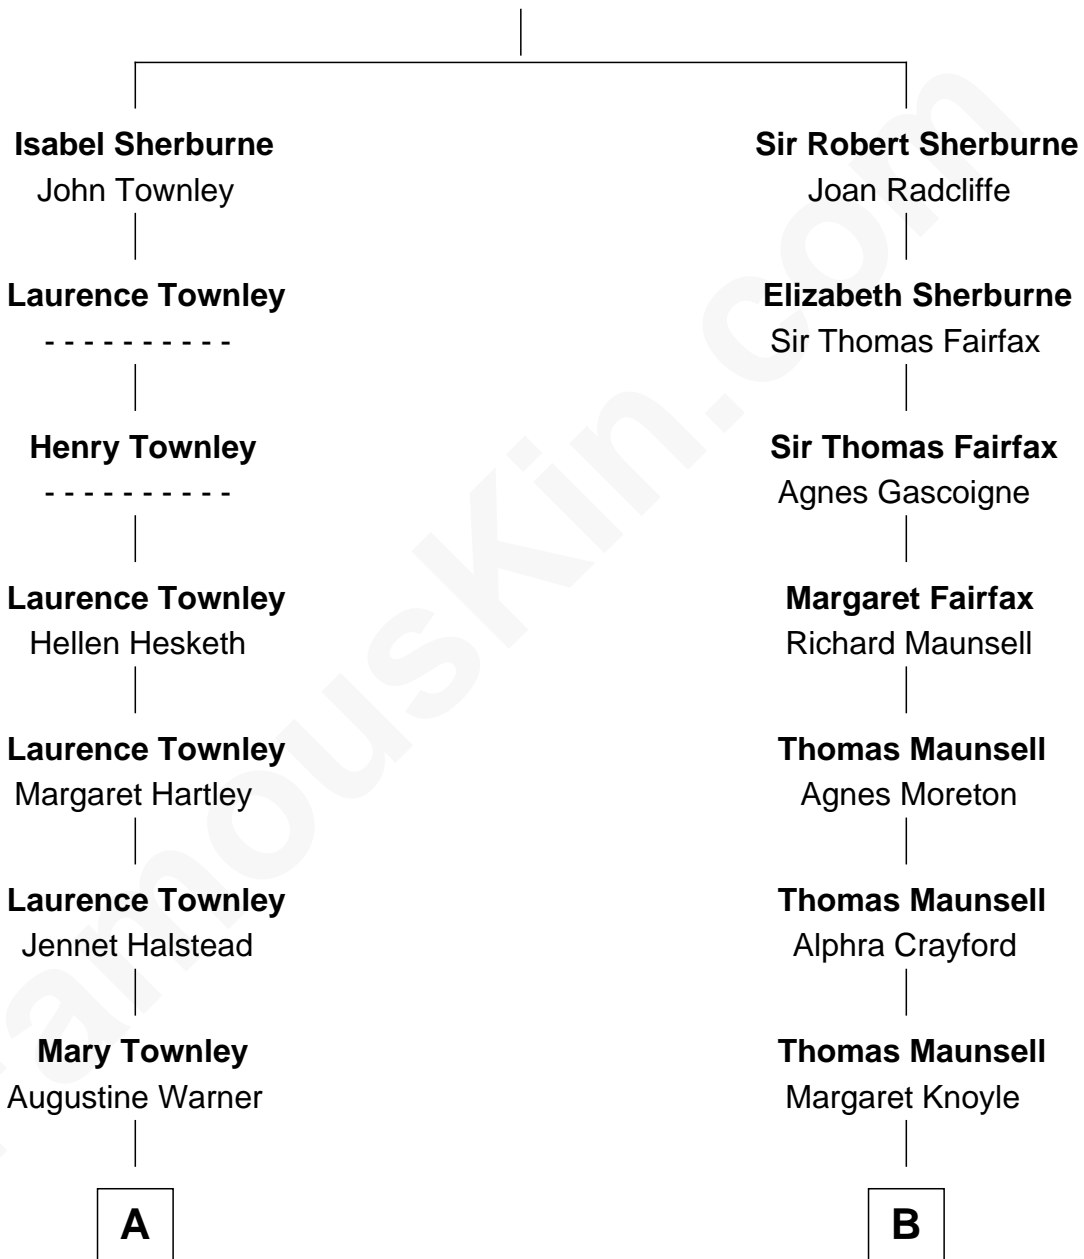 Isabel Sherburne
John Townley
Sir Robert Sherburne
Joan Radcliffe
Laurence Townley
- - - - - - - - - -
Elizabeth Sherburne
Sir Thomas Fairfax
Henry Townley
- - - - - - - - - -
Sir Thomas Fairfax
Agnes Gascoigne
Laurence Townley
Hellen Hesketh
Margaret Fairfax
Richard Maunsell
Laurence Townley
Margaret Hartley
Thomas Maunsell
Agnes Moreton
Laurence Townley
Jennet Halstead
Thomas Maunsell
Alphra Crayford
Mary Townley
Augustine Warner
Thomas Maunsell
Margaret Knoyle
A
B
FamousKin.com